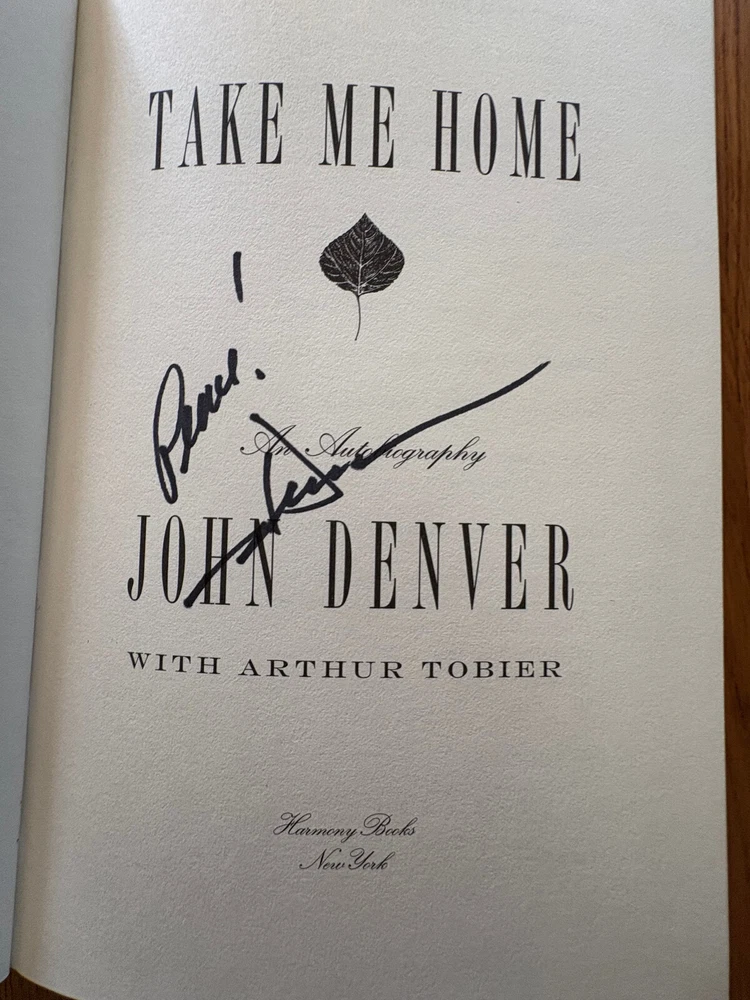 TAKE ME HOME
Peace!
An Autobiography
JOHN DENVER
WITH ARTHUR TOBIER
Harmony Books
New York